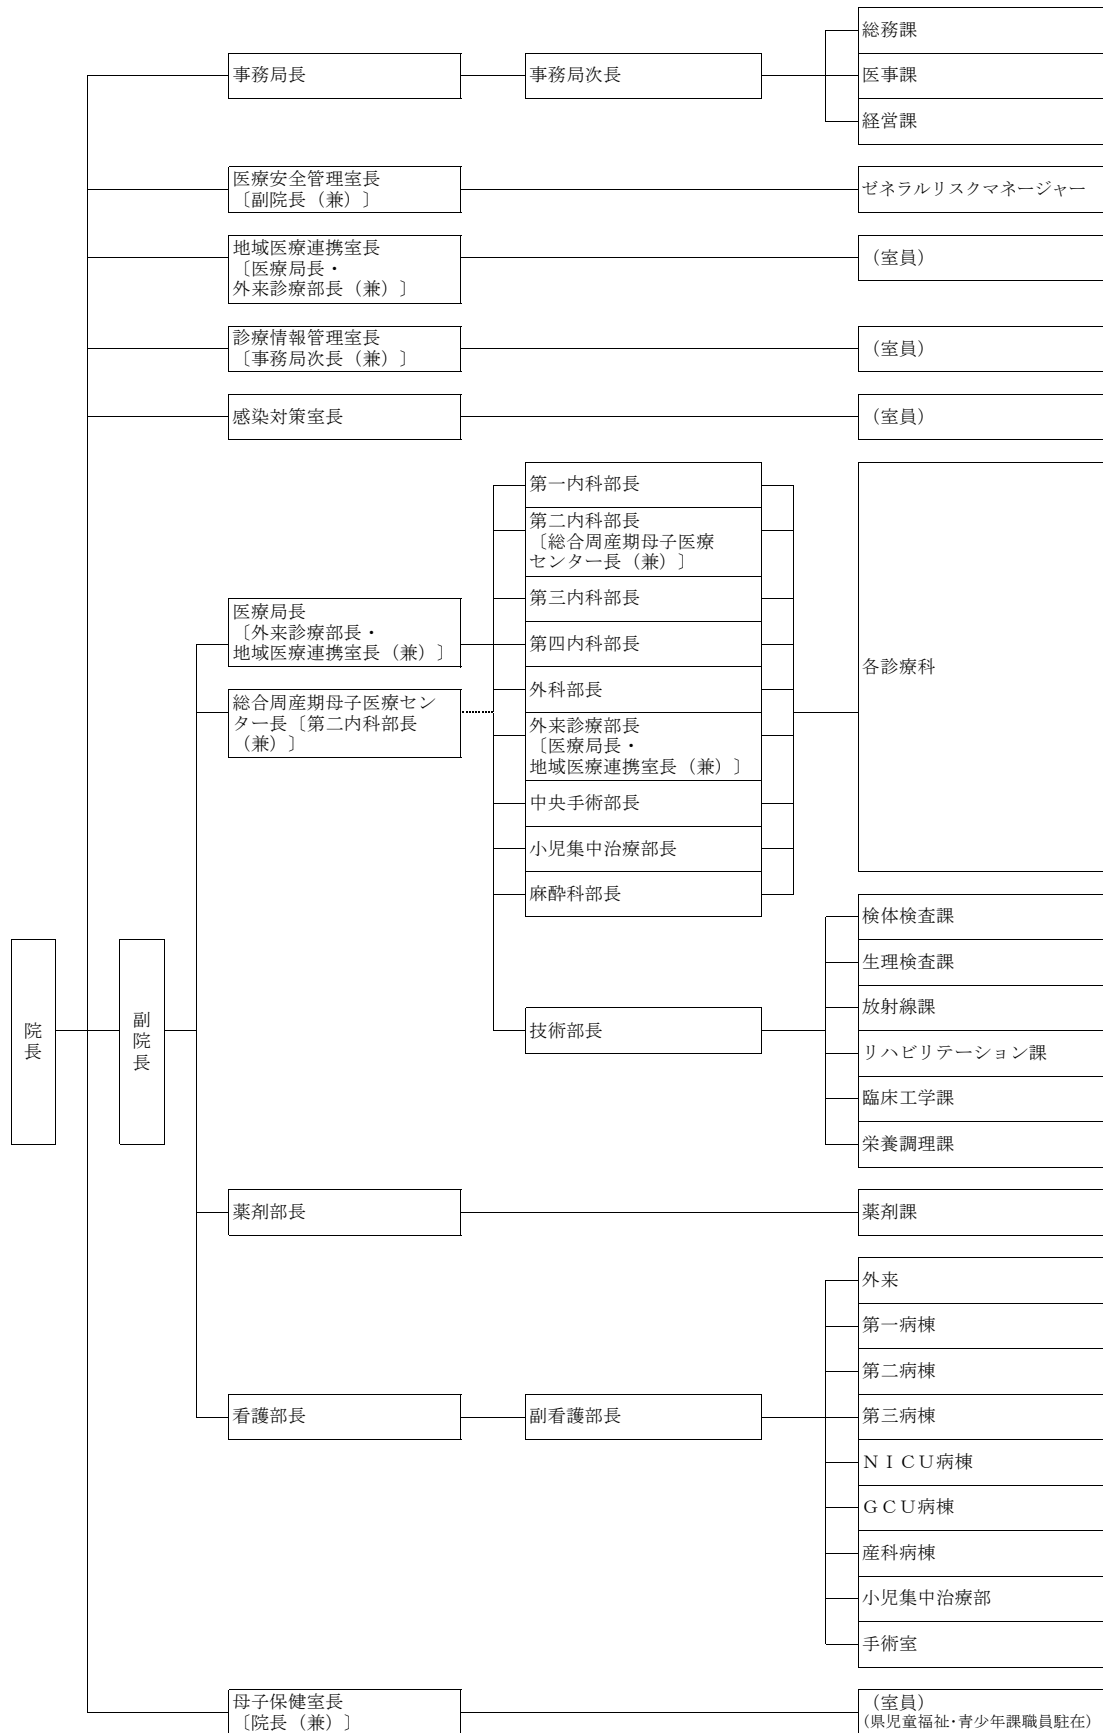 総務課
事務局長
事務局次長
医事課
経営課
医療安全管理室長
〔副院長（兼）〕
ゼネラルリスクマネージャー
地域医療連携室長
〔医療局長・
外来診療部長（兼）〕
（室員）
診療情報管理室長
〔事務局次長（兼）〕
（室員）
感染対策室長
（室員）
第一内科部長
第二内科部長
〔総合周産期母子医療
センター長（兼）〕
第三内科部長
医療局長
〔外来診療部長・
地域医療連携室長（兼）〕
第四内科部長
各診療科
外科部長
総合周産期母子医療セン
ター長〔第二内科部長
（兼）〕
外来診療部長
〔医療局長・
地域医療連携室長（兼）〕
中央手術部長
小児集中治療部長
麻酔科部長
検体検査課
生理検査課
放射線課
院長
副院長
技術部長
リハビリテーション課
臨床工学課
栄養調理課
薬剤部長
薬剤課
外来
第一病棟
第二病棟
看護部長
副看護部長
第三病棟
ＮＩＣＵ病棟
ＧＣＵ病棟
産科病棟
小児集中治療部
手術室
母子保健室長
〔院長（兼）〕
（室員）
（県児童福祉・青少年課職員駐在）